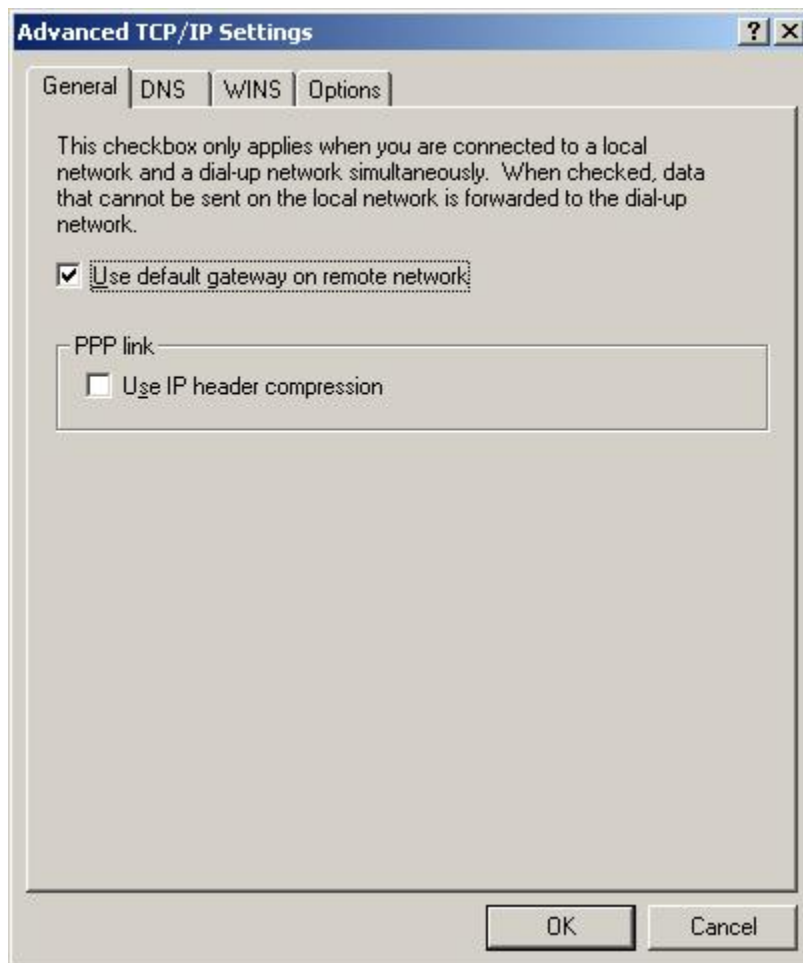 Advanced TCP/IP Settings
General DNS WINS Options
This checkbox only applies when you are connected to a local
network and a dial-up network simultaneously. When checked, data
that cannot be sent on the local network is forwarded to the dial-up
network.
Use default gateway on remote network
PPP link
Use IP header compression
OK Cancel